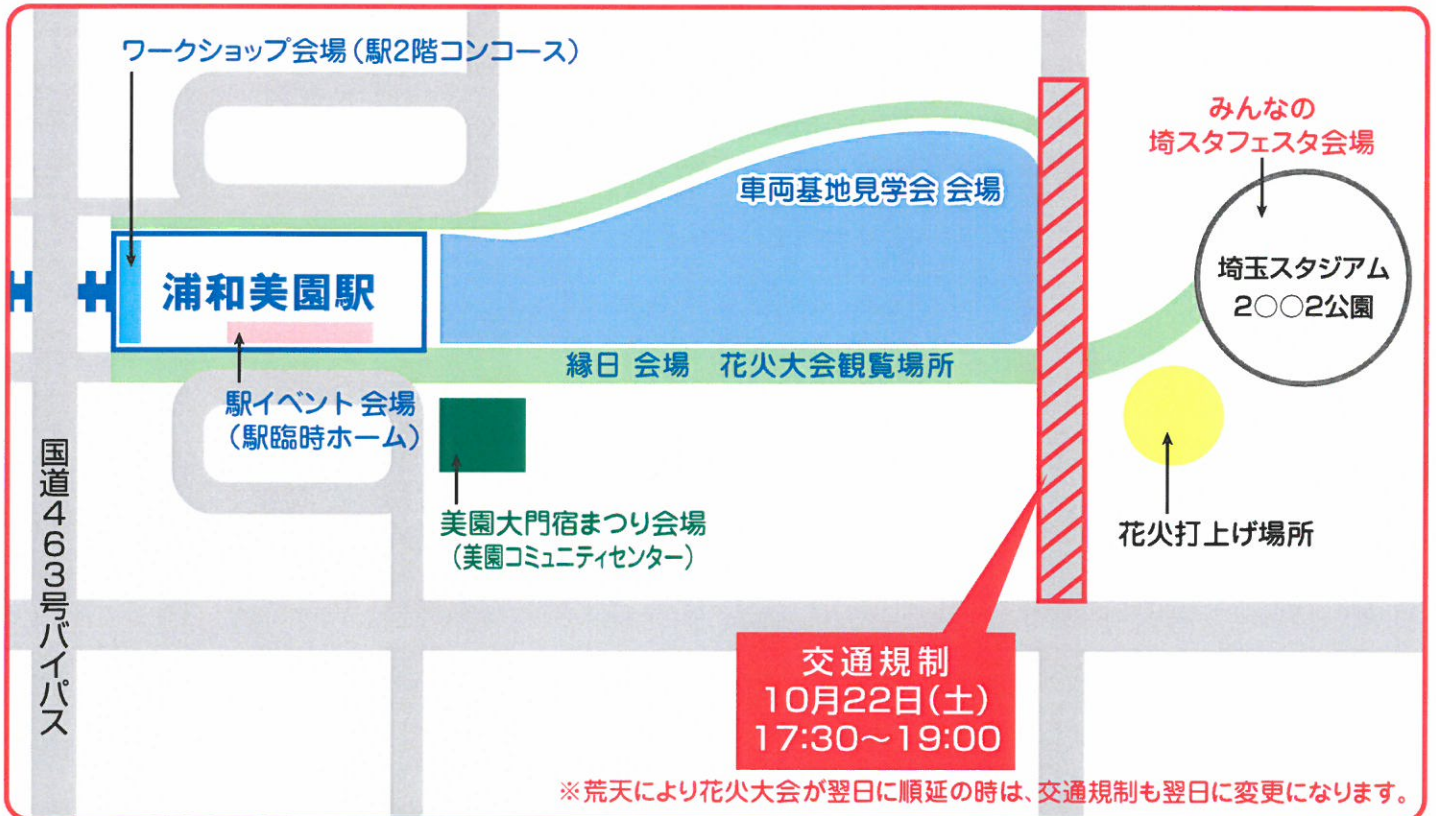 ワークショップ会場（駅2階コンコース）
みんなの
埼スタフェスタ会場
車両基地見学会 会場
浦和美園駅
埼玉スタジアム
2○○2公園
縁日 会場　花火大会観覧場所
駅イベント 会場
（駅臨時ホーム）
国道463号バイパス
美園大門宿まつり会場
（美園コミュニティセンター）
花火打上げ場所
交通規制
10月22日（土）
17:30～19:00
※荒天により花火大会が翌日に順延の時は、交通規制も翌日に変更になります。